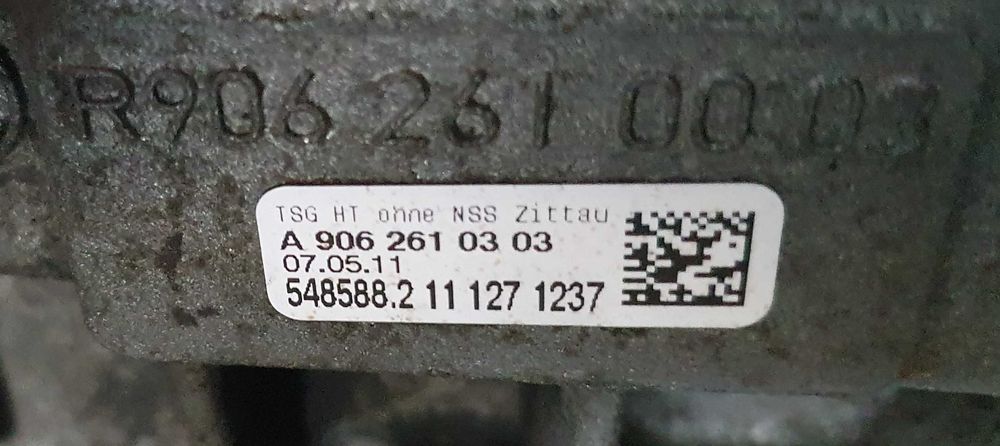 R906 261 00 03
TSG HT ohne NSS Zittau
A 906 261 03 03
07.05.11
548588.2 11 127 1237